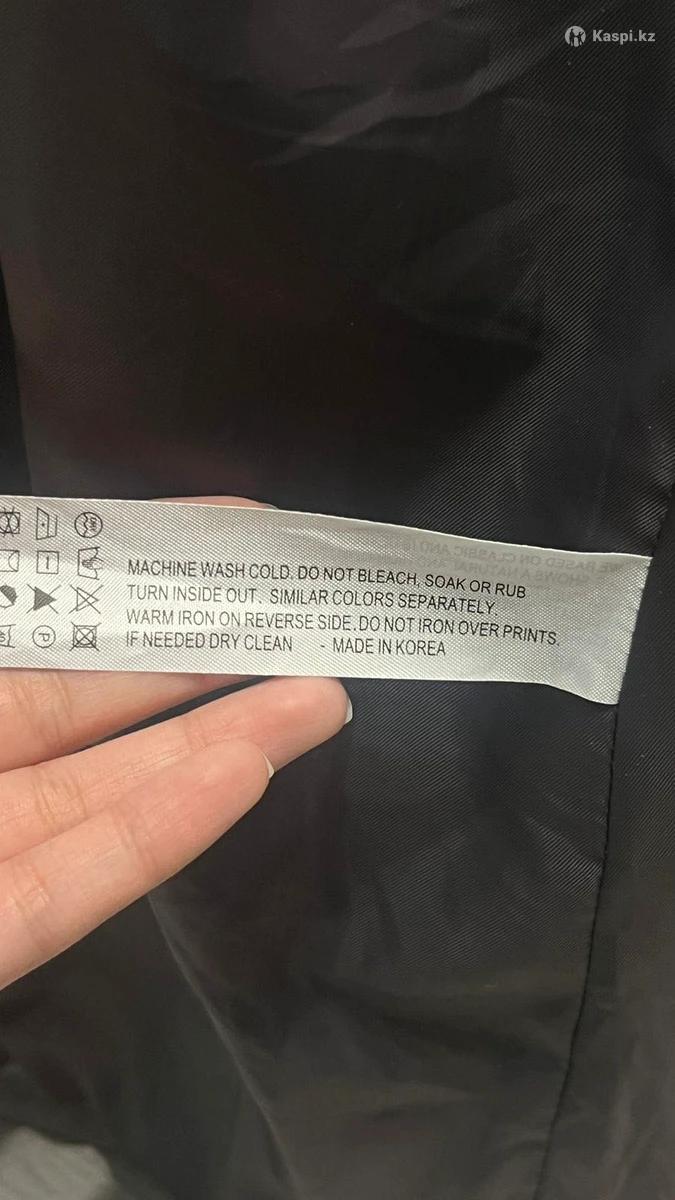 Kaspi.kz
MACHINE WASH COLD. DO NOT BLEACH, SOAK OR RUB
TURN INSIDE OUT. SIMILAR COLORS SEPARATELY.
WARM IRON ON REVERSE SIDE. DO NOT IRON OVER PRINTS.
IF NEEDED DRY CLEAN - MADE IN KOREA
P